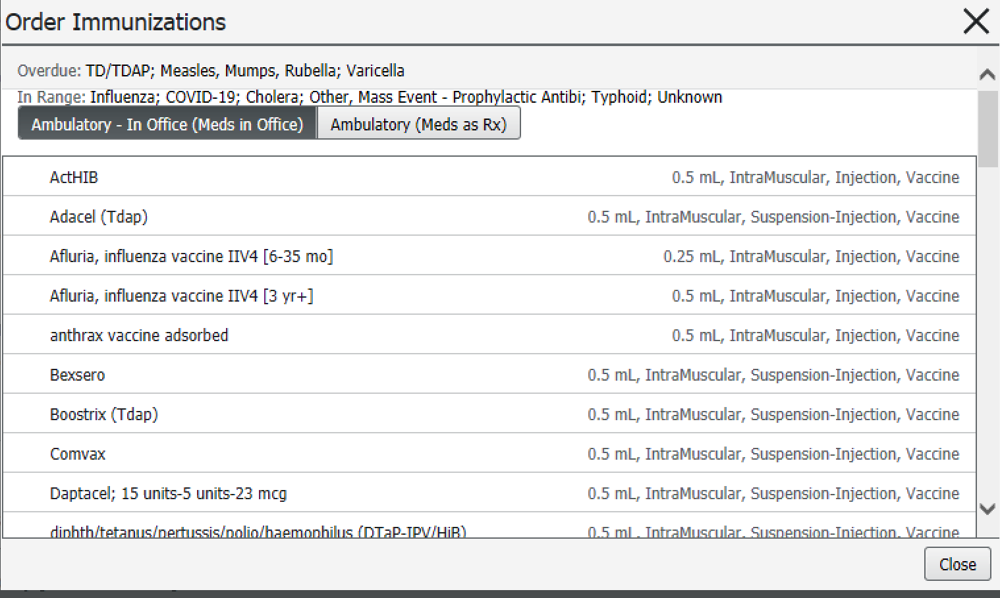 Order Immunizations
Overdue: TD/TDAP; Measles, Mumps, Rubella; Varicella
In Range: Influenza; COVID-19; Cholera; Other, Mass Event - Prophylactic Antibi; Typhoid; Unknown
Ambulatory - In Office (Meds in Office) Ambulatory (Meds as Rx)
ActHIB 0.5 mL, IntraMuscular, Injection, Vaccine
Adacel (Tdap) 0.5 mL, IntraMuscular, Suspension-Injection, Vaccine
Afluria, influenza vaccine IIV4 [6-35 mo] 0.25 mL, IntraMuscular, Injection, Vaccine
Afluria, influenza vaccine IIV4 [3 yr+] 0.5 mL, IntraMuscular, Injection, Vaccine
anthrax vaccine adsorbed 0.5 mL, IntraMuscular, Injection, Vaccine
Bexsero 0.5 mL, IntraMuscular, Suspension-Injection, Vaccine
Boostrix (Tdap) 0.5 mL, IntraMuscular, Suspension-Injection, Vaccine
Comvax 0.5 mL, IntraMuscular, Suspension-Injection, Vaccine
Daptacel; 15 units-5 units-23 mcg 0.5 mL, IntraMuscular, Suspension-Injection, Vaccine
diphth/tetanus/pertussis/polio/haemophilus (DTaP-IPV/HiB) 0.5 mL, IntraMuscular, Suspension-Injection, Vaccine
Close